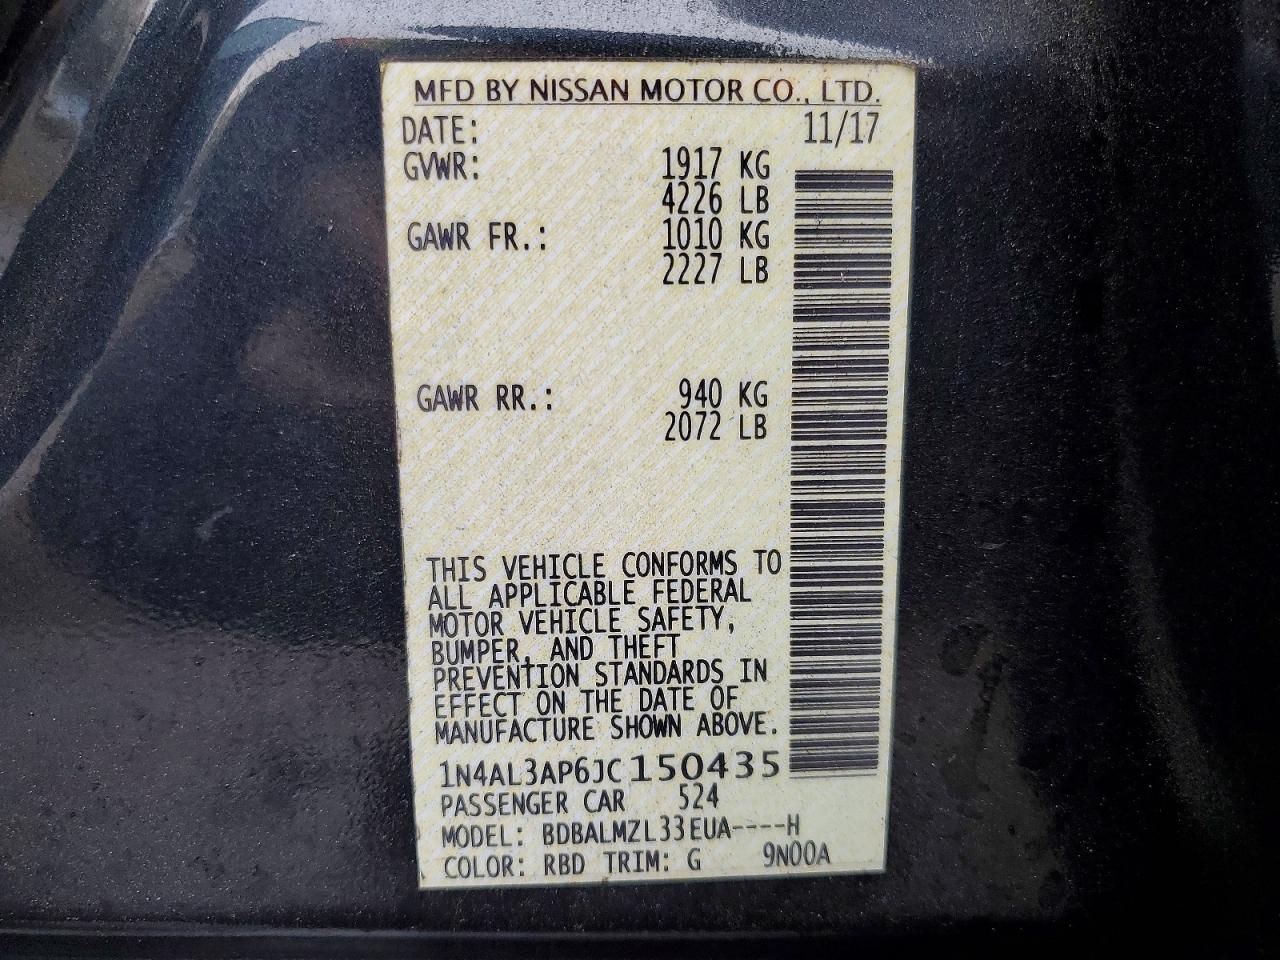 MFD BY NISSAN MOTOR CO., LTD.
DATE: 11/17
GVWR: 1917 KG
4226 LB
GAWR FR.: 1010 KG
2227 LB
GAWR RR.: 940 KG
2072 LB
THIS VEHICLE CONFORMS TO
ALL APPLICABLE FEDERAL
MOTOR VEHICLE SAFETY,
BUMPER, AND THEFT
PREVENTION STANDARDS IN
EFFECT ON THE DATE OF
MANUFACTURE SHOWN ABOVE.
1N4AL3AP6JC150435
PASSENGER CAR 524
MODEL: BDBALMZL33EUA----H
COLOR: RBD TRIM: G 9N00A